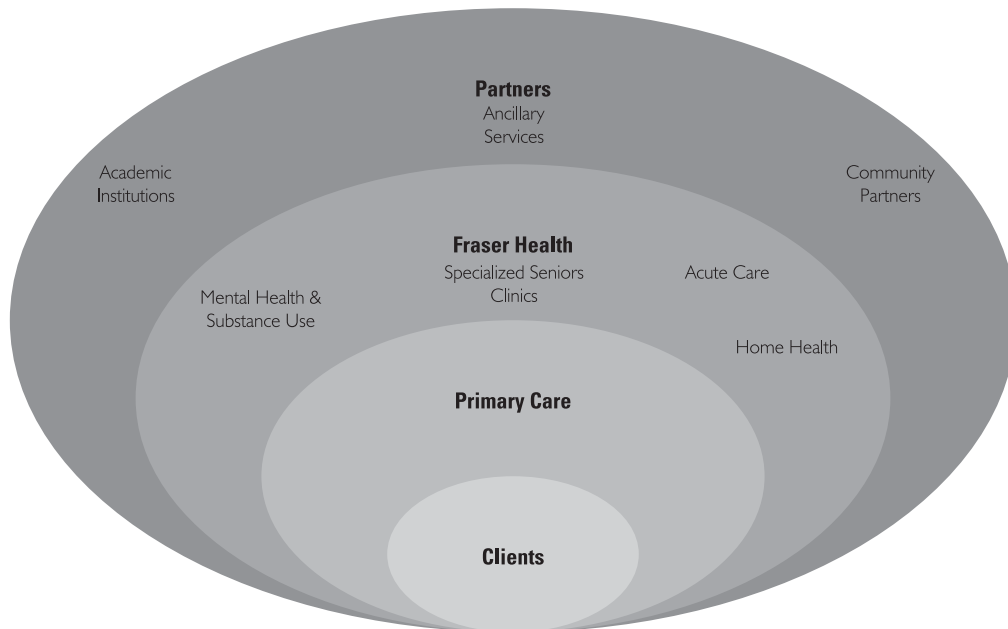 Partners
Ancillary
Services
Academic
Institutions
Community
Partners
Fraser Health
Specialized Seniors
Clinics
Acute Care
Mental Health &
Substance Use
Home Health
Primary Care
Clients